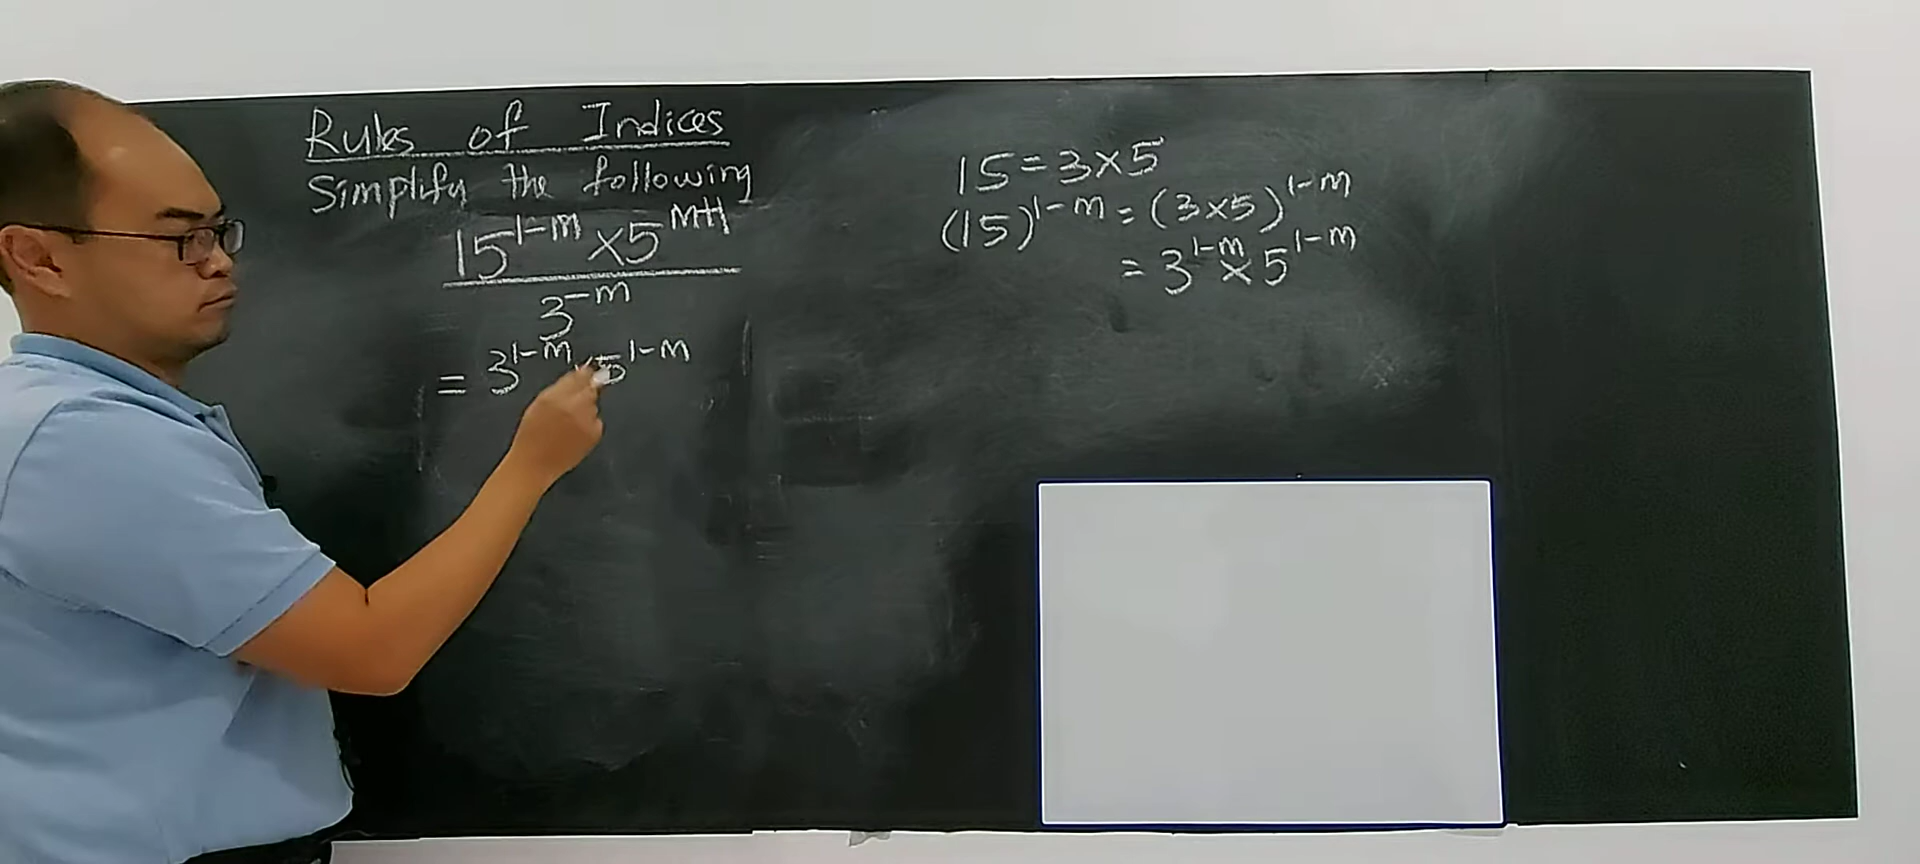 Rules of Indices
Simplify the following
15^{1-m} × 5^{m+1}
3^{-m}
= 3^{1-m} × 5^{1-m}
15 = 3 × 5
(15)^{1-m} = (3 × 5)^{1-m}
= 3^{1-m} × 5^{1-m}